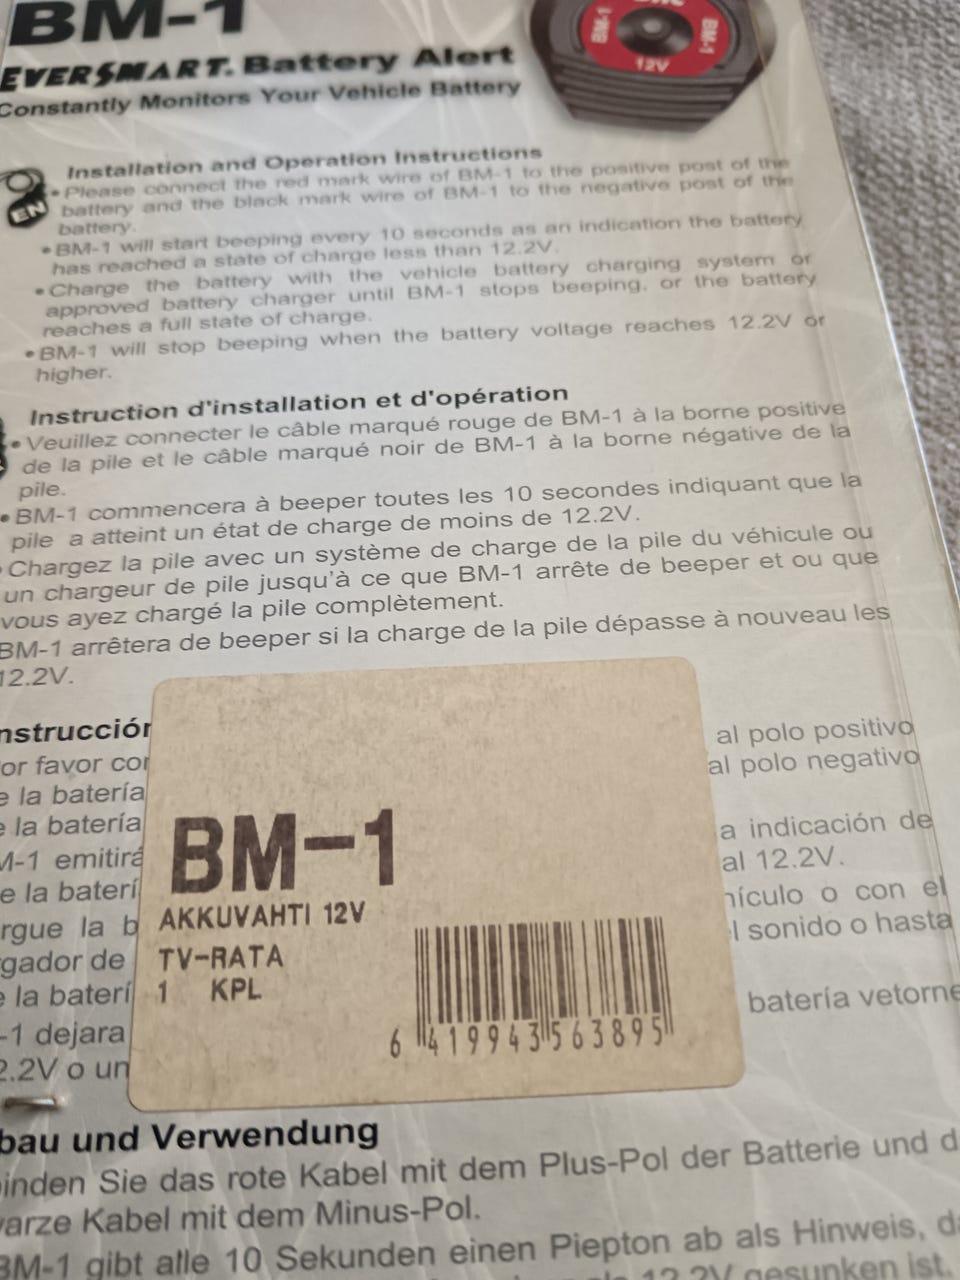 BM-1
EVERSMART. Battery Alert
Constantly Monitors Your Vehicle Battery
BM-1
BM-1
12V
Installation and Operation Instructions
EN
• Please connect the red mark wire of BM-1 to the positive post of the
battery and the black mark wire of BM-1 to the negative post of the
battery.
• BM-1 will start beeping every 10 seconds as an indication the battery
has reached a state of charge less than 12.2V.
• Charge the battery with the vehicle battery charging system or
approved battery charger until BM-1 stops beeping, or the battery
reaches a full state of charge.
• BM-1 will stop beeping when the battery voltage reaches 12.2V or
higher.
Instruction d'installation et d'opération
• Veuillez connecter le câble marqué rouge de BM-1 à la borne positive
de la pile et le câble marqué noir de BM-1 à la borne négative de la
pile.
• BM-1 commencera à beeper toutes les 10 secondes indiquant que la
pile a atteint un état de charge de moins de 12.2V.
• Chargez la pile avec un système de charge de la pile du véhicule ou
un chargeur de pile jusqu'à ce que BM-1 arrête de beeper et ou que
vous ayez chargé la pile complètement.
BM-1 arrêtera de beeper si la charge de la pile dépasse à nouveau les
12.2V.
nstrucción
or favor con al polo positivo
e la batería al polo negativo
e la batería
M-1 emitirá a indicación de
e la baterí al 12.2V.
rgue la b hículo o con el
gador de l sonido o hasta
e la baterí
-1 dejara batería vetorne
2.2V o un
BM-1
AKKUVAHTI 12V
TV-RATA
1 KPL
6 419943 563895
bau und Verwendung
inden Sie das rote Kabel mit dem Plus-Pol der Batterie und d
arze Kabel mit dem Minus-Pol.
BM-1 gibt alle 10 Sekunden einen Piepton ab als Hinweis, da
12.2V gesunken ist.